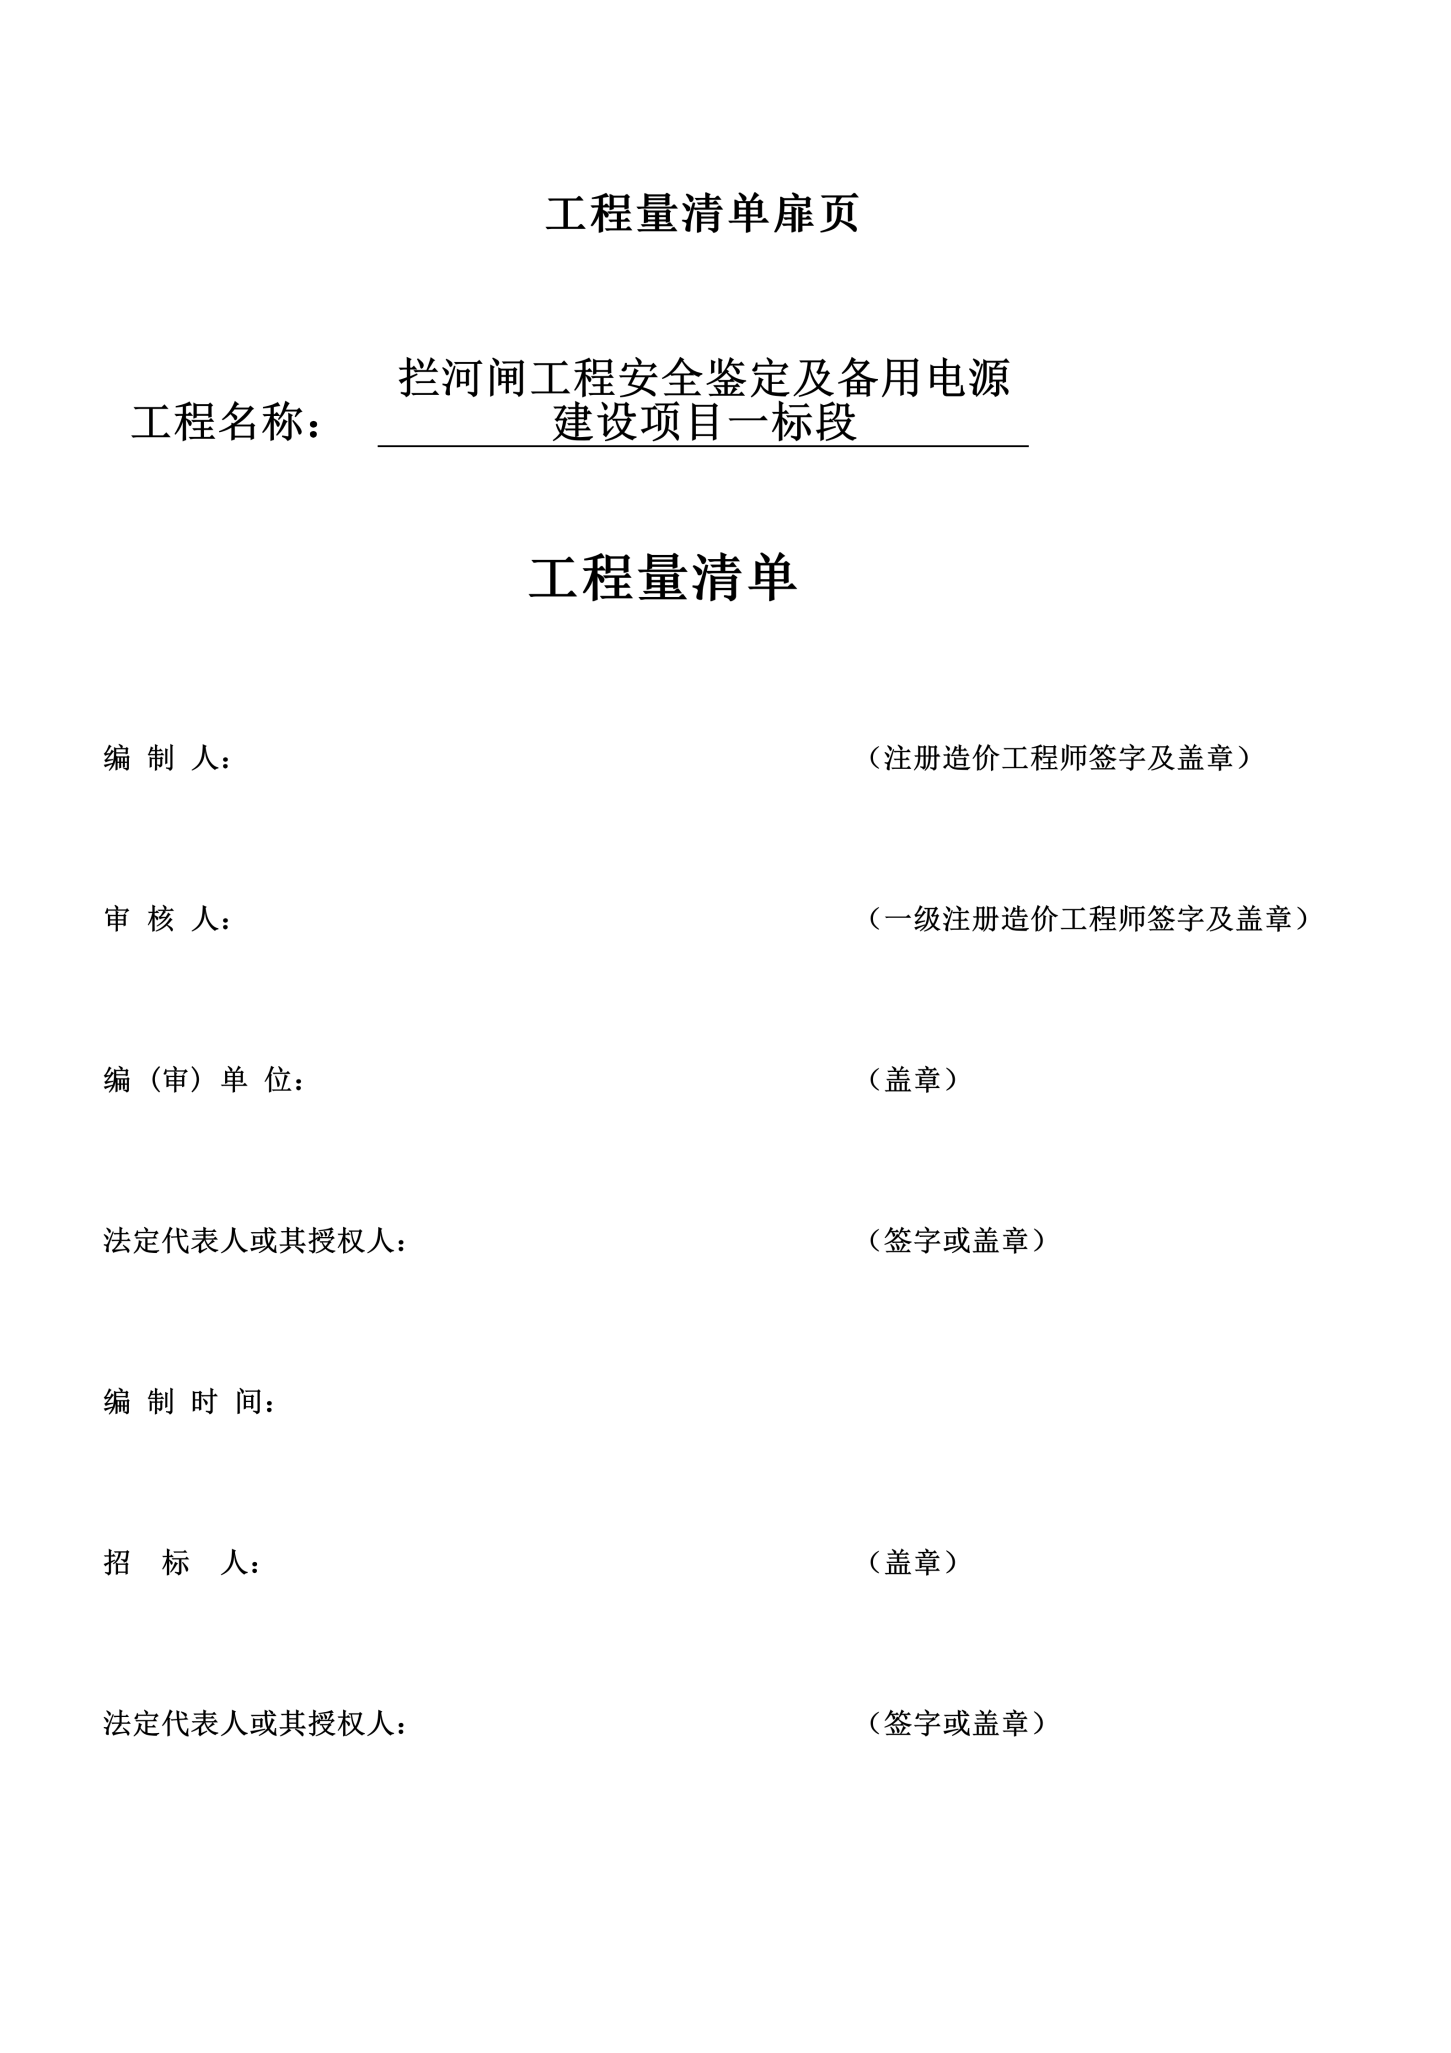 工程量清单扉页
拦河闸工程安全鉴定及备用电源
工程名称： 建设项目一标段
工程量清单
编 制 人： （注册造价工程师签字及盖章）
审 核 人： （一级注册造价工程师签字及盖章）
编（审）单 位： （盖章）
法定代表人或其授权人： （签字或盖章）
编 制 时 间：
招 标 人： （盖章）
法定代表人或其授权人： （签字或盖章）